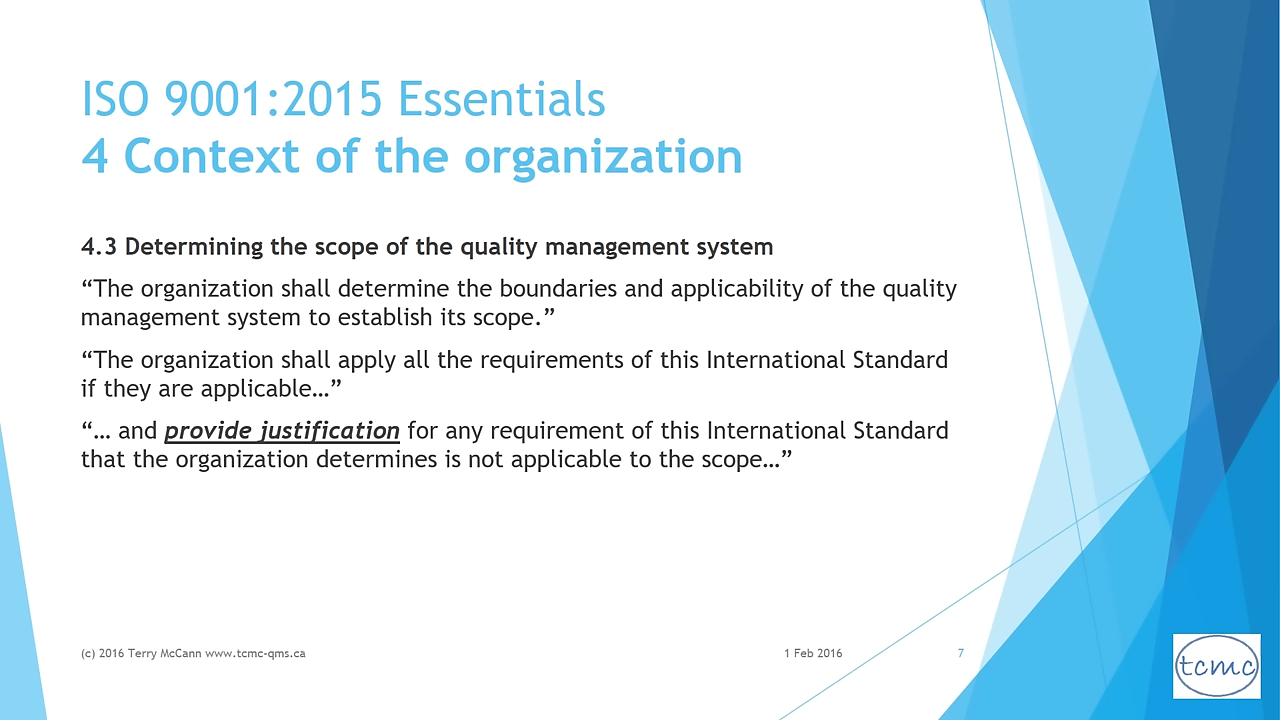 ISO 9001:2015 Essentials
4 Context of the organization
4.3 Determining the scope of the quality management system
“The organization shall determine the boundaries and applicability of the quality
management system to establish its scope.”
“The organization shall apply all the requirements of this International Standard
if they are applicable…”
“… and provide justification for any requirement of this International Standard
that the organization determines is not applicable to the scope…”
(c) 2016 Terry McCann www.tcmc-qms.ca
1 Feb 2016
7
tcmc